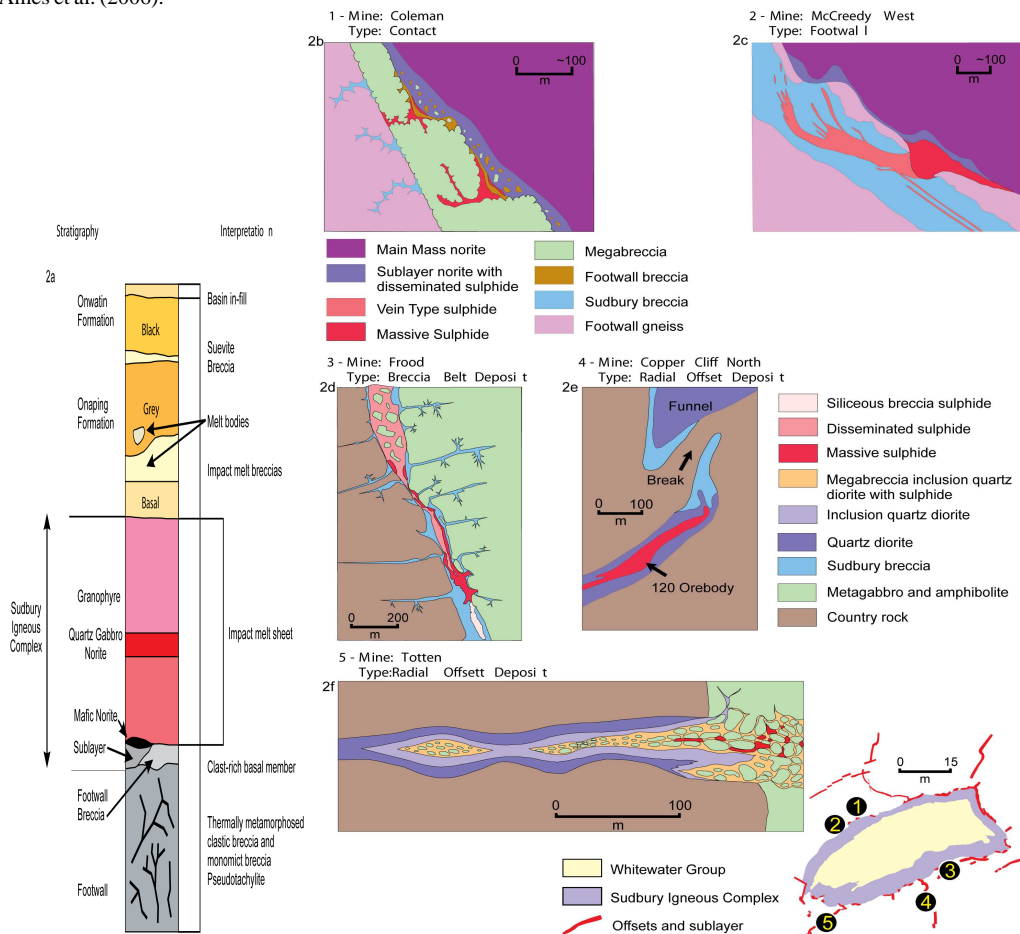 Ames et al. (2006).
1 - Mine: Coleman
Type: Contact
2b
0 ~100
m
2 - Mine: McCreedy West
Type: Footwal l
2c
0 ~100
m
Main Mass norite
Sublayer norite with
disseminated sulphide
Vein Type sulphide
Massive Sulphide
Megabreccia
Footwall breccia
Sudbury breccia
Footwall gneiss
Stratigraphy
Interpretatio n
2a
Onwatin
Formation
Black
Basin in-fill
Suevite
Breccia
Onaping
Formation
Grey
Melt bodies
Impact melt breccias
Basal
Sudbury
Igneous
Complex
Granophyre
Quartz Gabbro
Norite
Impact melt sheet
Mafic Norite
Sublayer
Clast-rich basal member
Footwall
Breccia
Thermally metamorphosed
clastic breccia and
monomict breccia
Pseudotachylite
Footwall
3 - Mine: Frood
Type: Breccia Belt Deposi t
2d
0 200
m
4 - Mine: Copper Cliff North
Type: Radial Offset Deposi t
2e
Funnel
Break
0 100
m
120 Orebody
Siliceous breccia sulphide
Disseminated sulphide
Massive sulphide
Megabreccia inclusion quartz
diorite with sulphide
Inclusion quartz diorite
Quartz diorite
Sudbury breccia
Metagabbro and amphibolite
Country rock
5 - Mine: Totten
Type:Radial Offsett Deposi t
2f
0 100
m
0 15
m
1
2
3
4
5
Whitewater Group
Sudbury Igneous Complex
Offsets and sublayer